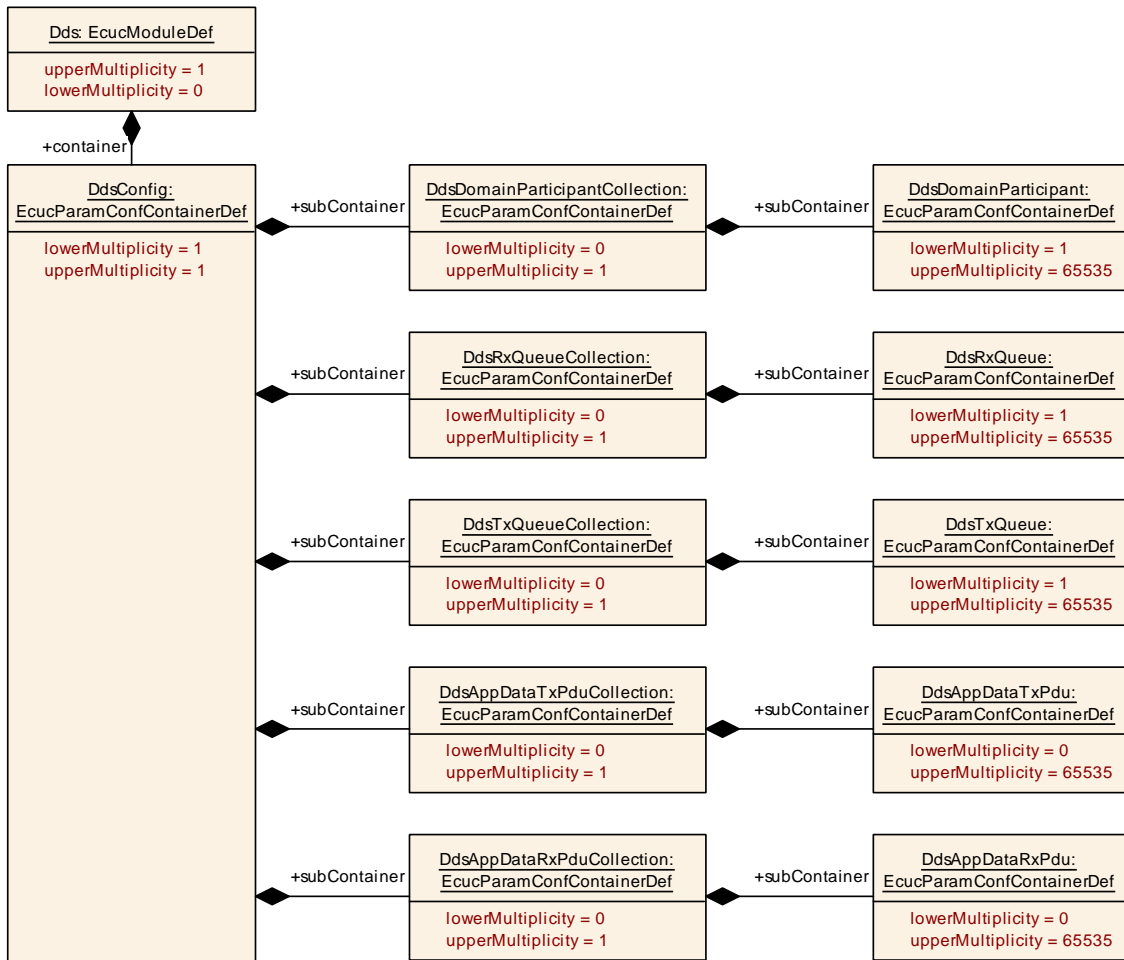 Dds: EcucModuleDef
upperMultiplicity = 1
lowerMultiplicity = 0
+container
DdsConfig:
EcucParamConfContainerDef
lowerMultiplicity = 1
upperMultiplicity = 1
+subContainer
DdsDomainParticipantCollection:
EcucParamConfContainerDef
lowerMultiplicity = 0
upperMultiplicity = 1
+subContainer
DdsDomainParticipant:
EcucParamConfContainerDef
lowerMultiplicity = 1
upperMultiplicity = 65535
+subContainer
DdsRxQueueCollection:
EcucParamConfContainerDef
lowerMultiplicity = 0
upperMultiplicity = 1
+subContainer
DdsRxQueue:
EcucParamConfContainerDef
lowerMultiplicity = 1
upperMultiplicity = 65535
+subContainer
DdsTxQueueCollection:
EcucParamConfContainerDef
lowerMultiplicity = 0
upperMultiplicity = 1
+subContainer
DdsTxQueue:
EcucParamConfContainerDef
lowerMultiplicity = 1
upperMultiplicity = 65535
+subContainer
DdsAppDataTxPduCollection:
EcucParamConfContainerDef
lowerMultiplicity = 0
upperMultiplicity = 1
+subContainer
DdsAppDataTxPdu:
EcucParamConfContainerDef
lowerMultiplicity = 0
upperMultiplicity = 65535
+subContainer
DdsAppDataRxPduCollection:
EcucParamConfContainerDef
lowerMultiplicity = 0
upperMultiplicity = 1
+subContainer
DdsAppDataRxPdu:
EcucParamConfContainerDef
lowerMultiplicity = 0
upperMultiplicity = 65535